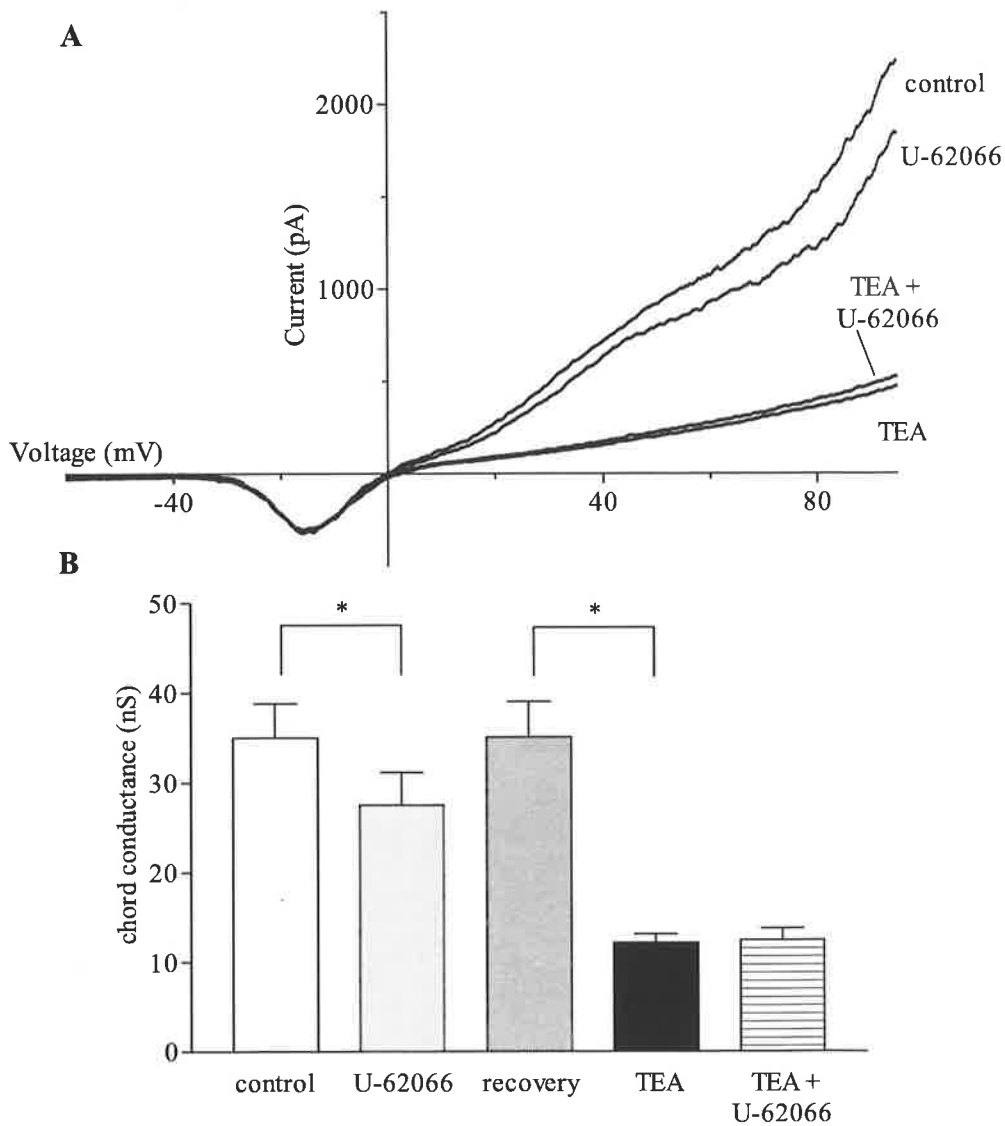 A
2000
control
U-62066
Current (pA)
1000
TEA +
U-62066
TEA
Voltage (mV)
-40
40
80
B
chord conductance (nS)
50
40
30
20
10
0
*
*
control
U-62066
recovery
TEA
TEA +
U-62066